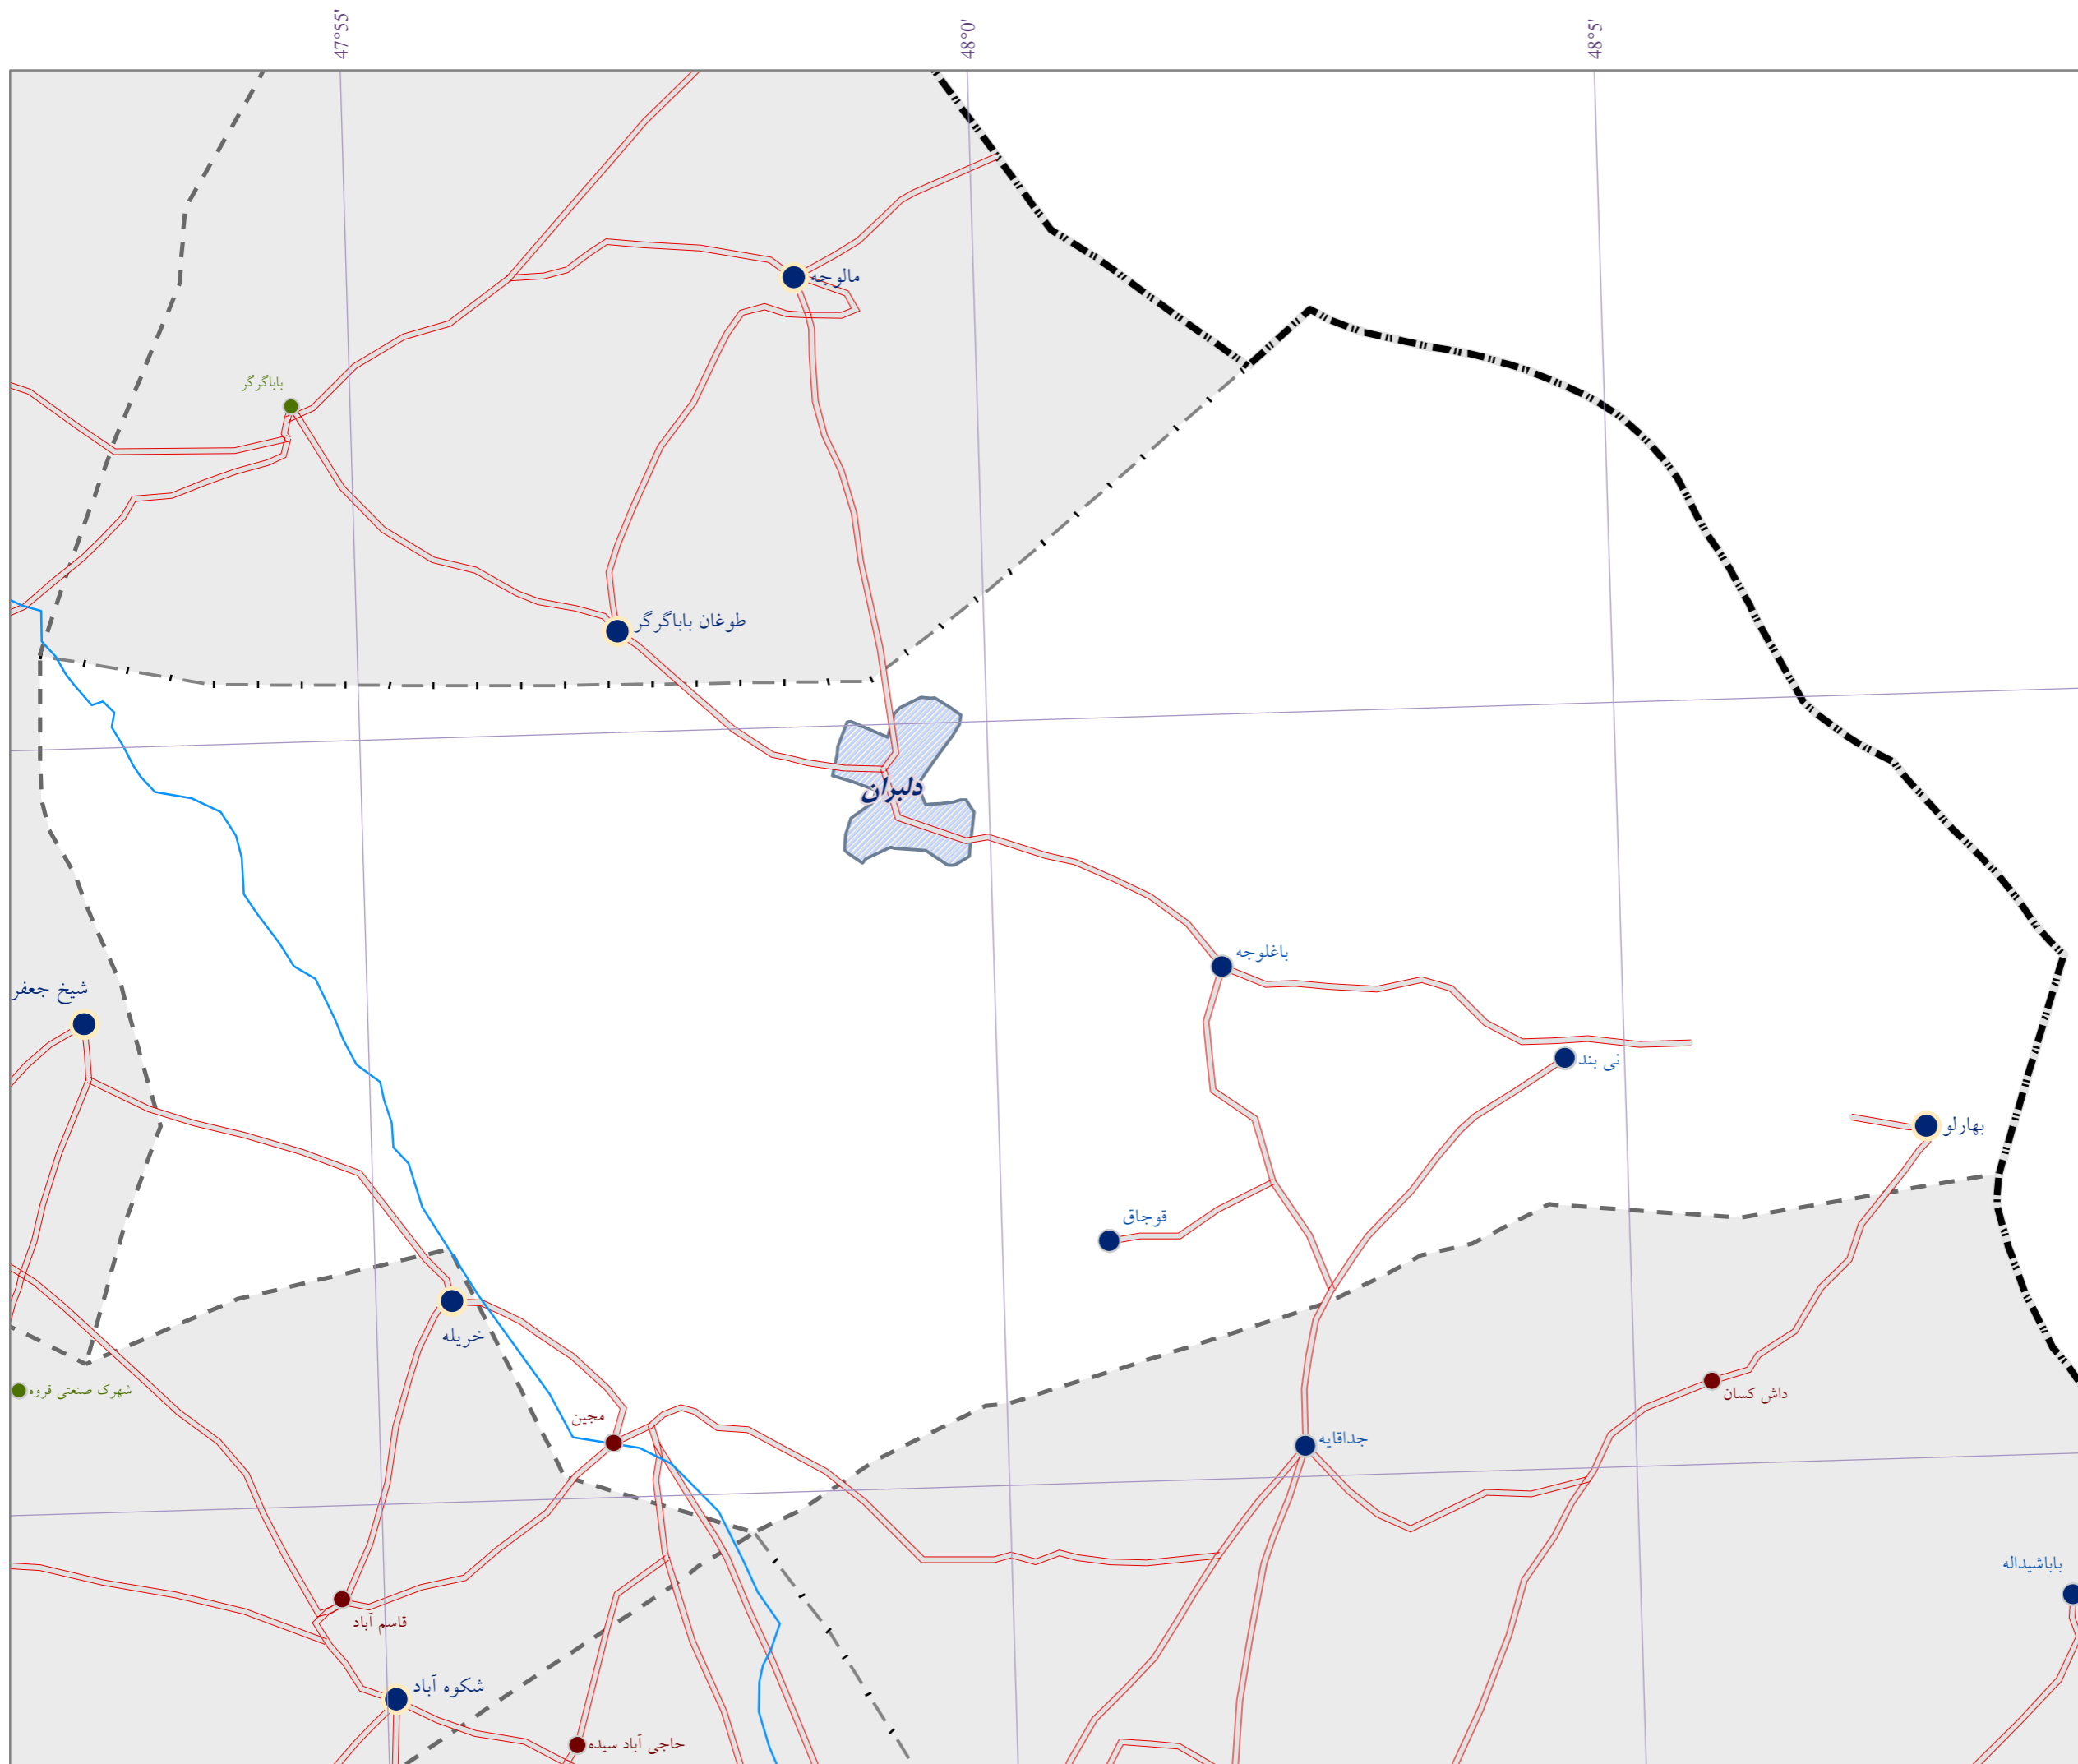 47°55'
48°0'
48°5'
مالوجه
باباگرگر
طوغان باباگرگر
دلبران
باغلوجه
شیخ جعفر
نی بند
بهارلو
قوجاق
خریله
شهرک صنعتی قروه
داش کسان
مجین
جداقایه
باباشیداله
قاسم آباد
شکوه آباد
حاجی آباد سیده